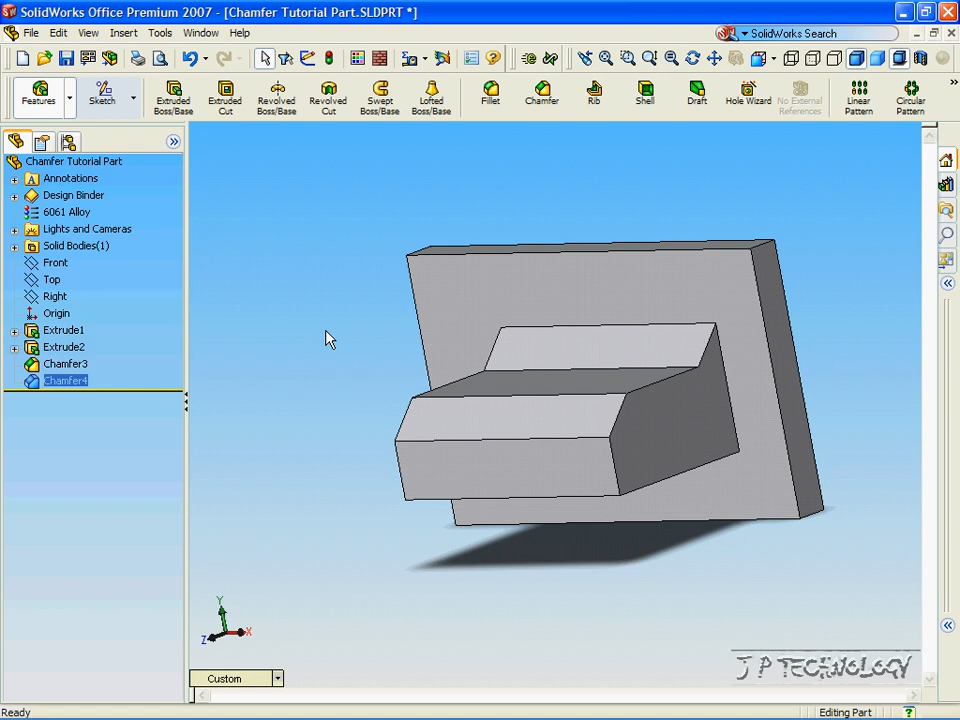 SolidWorks Office Premium 2007 - [Chamfer Tutorial Part.SLDPRT *]
File Edit View Insert Tools Window Help
SolidWorks Search
Features
Sketch
Extruded Boss/Base
Extruded Cut
Revolved Boss/Base
Revolved Cut
Swept Boss/Base
Lofted Boss/Base
Fillet
Chamfer
Rib
Shell
Draft
Hole Wizard
No External References
Linear Pattern
Circular Pattern
Chamfer Tutorial Part
Annotations
Design Binder
6061 Alloy
Lights and Cameras
Solid Bodies(1)
Front
Top
Right
Origin
Extrude1
Extrude2
Chamfer3
Chamfer4
Y
Z
X
Custom
J P TECHNOLOGY
Ready
Editing Part